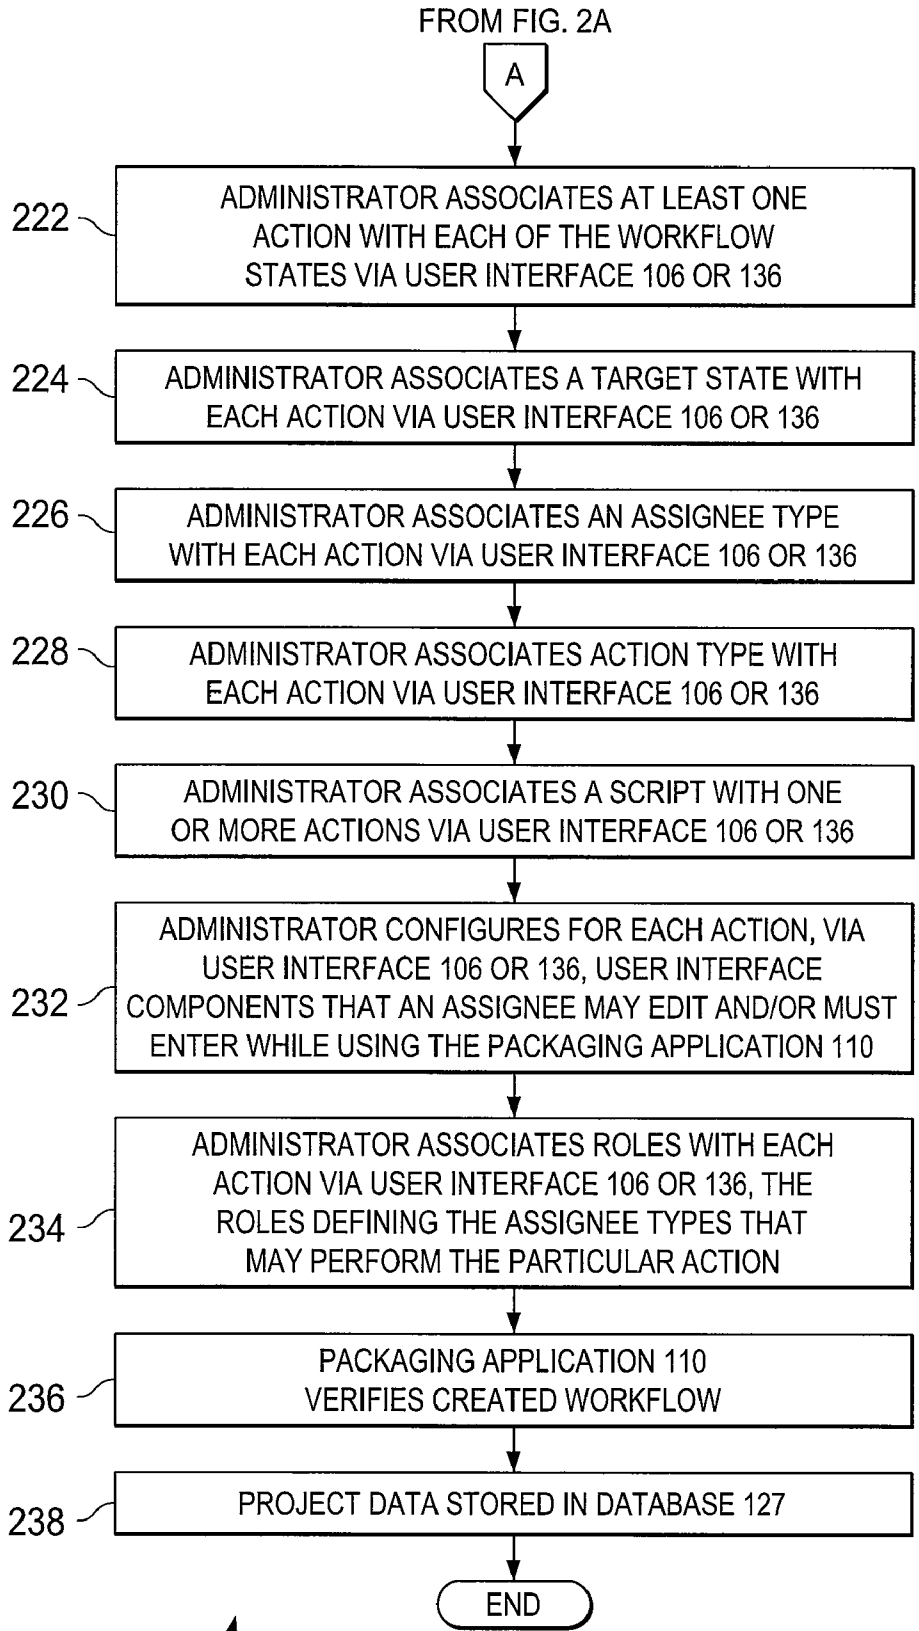 FROM FIG. 2A
A
222
ADMINISTRATOR ASSOCIATES AT LEAST ONE
ACTION WITH EACH OF THE WORKFLOW
STATES VIA USER INTERFACE 106 OR 136
224
ADMINISTRATOR ASSOCIATES A TARGET STATE WITH
EACH ACTION VIA USER INTERFACE 106 OR 136
226
ADMINISTRATOR ASSOCIATES AN ASSIGNEE TYPE
WITH EACH ACTION VIA USER INTERFACE 106 OR 136
228
ADMINISTRATOR ASSOCIATES ACTION TYPE WITH
EACH ACTION VIA USER INTERFACE 106 OR 136
230
ADMINISTRATOR ASSOCIATES A SCRIPT WITH ONE
OR MORE ACTIONS VIA USER INTERFACE 106 OR 136
232
ADMINISTRATOR CONFIGURES FOR EACH ACTION, VIA
USER INTERFACE 106 OR 136, USER INTERFACE
COMPONENTS THAT AN ASSIGNEE MAY EDIT AND/OR MUST
ENTER WHILE USING THE PACKAGING APPLICATION 110
234
ADMINISTRATOR ASSOCIATES ROLES WITH EACH
ACTION VIA USER INTERFACE 106 OR 136, THE
ROLES DEFINING THE ASSIGNEE TYPES THAT
MAY PERFORM THE PARTICULAR ACTION
236
PACKAGING APPLICATION 110
VERIFIES CREATED WORKFLOW
238
PROJECT DATA STORED IN DATABASE 127
END